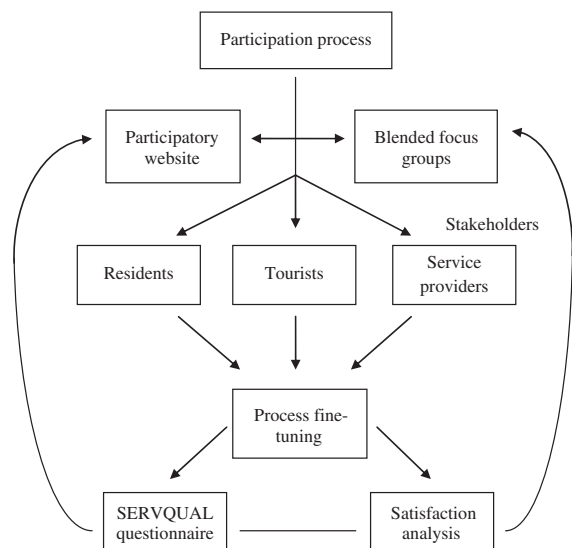 Participation process
Participatory
website
Blended focus
groups
Stakeholders
Residents
Tourists
Service
providers
Process fine-
tuning
SERVQUAL
questionnaire
Satisfaction
analysis